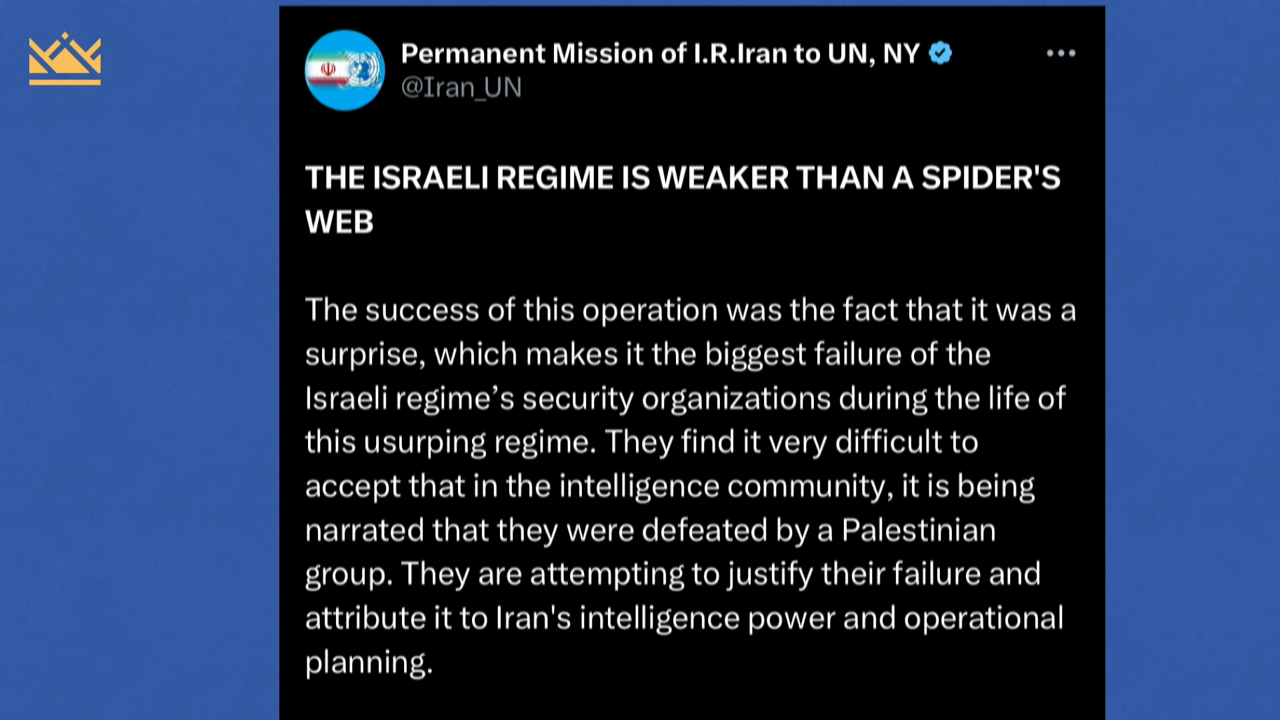 Permanent Mission of I.R.Iran to UN, NY
@Iran_UN
THE ISRAELI REGIME IS WEAKER THAN A SPIDER'S
WEB
The success of this operation was the fact that it was a
surprise, which makes it the biggest failure of the
Israeli regime’s security organizations during the life of
this usurping regime. They find it very difficult to
accept that in the intelligence community, it is being
narrated that they were defeated by a Palestinian
group. They are attempting to justify their failure and
attribute it to Iran's intelligence power and operational
planning.